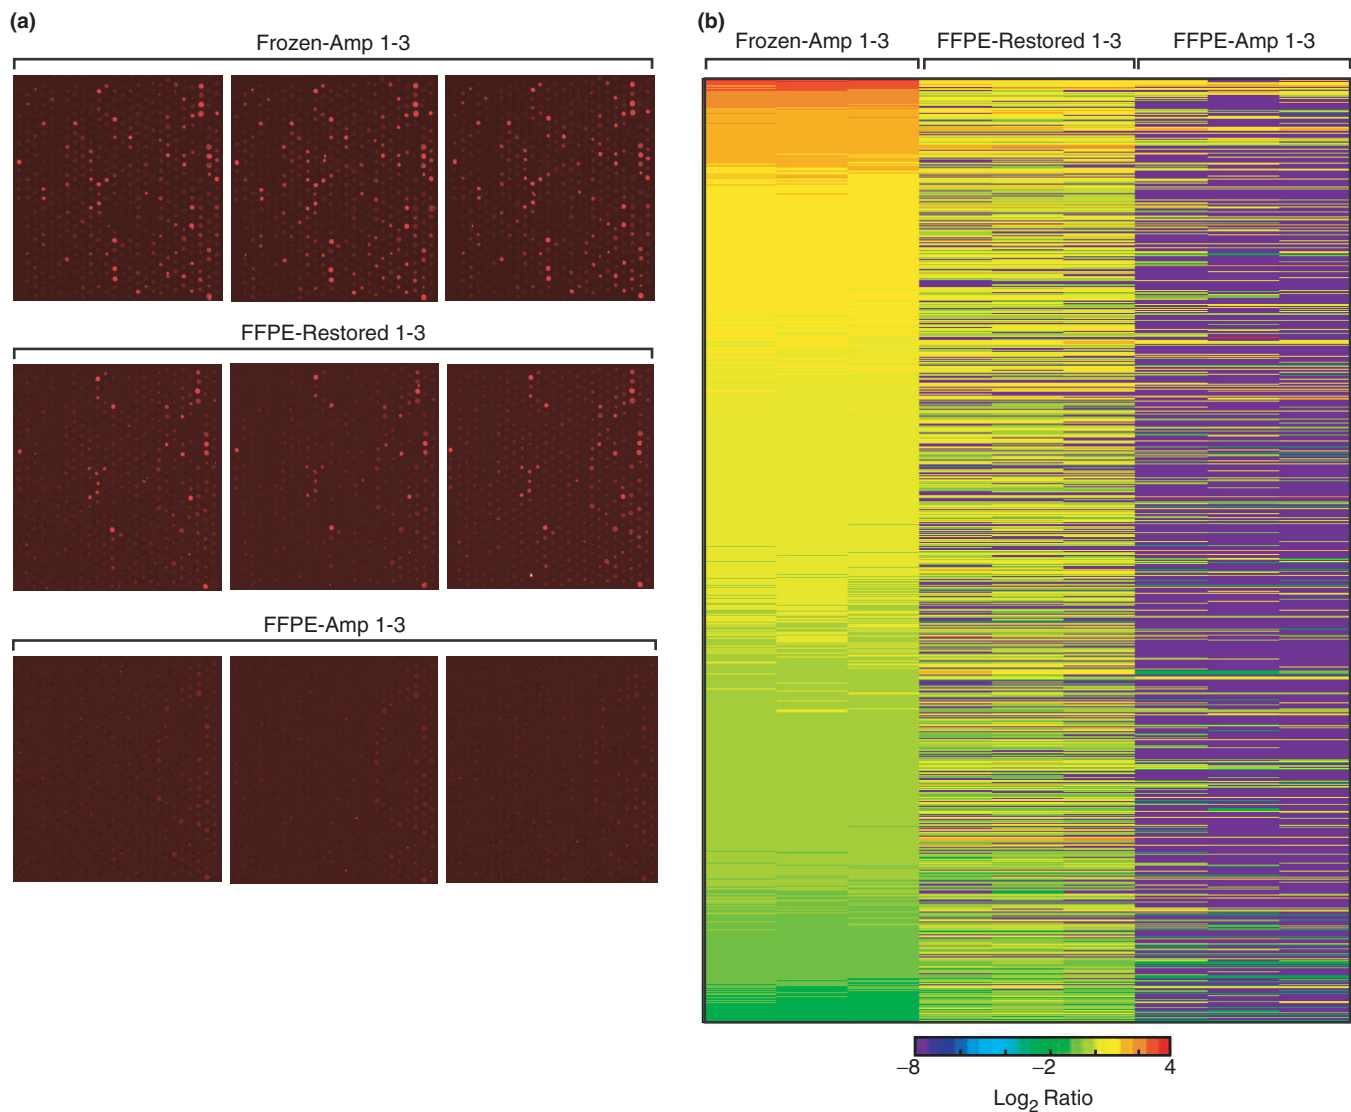 (a)
Frozen-Amp 1-3
FFPE-Restored 1-3
FFPE-Amp 1-3
(b)
Frozen-Amp 1-3 FFPE-Restored 1-3 FFPE-Amp 1-3
–8 –2 4
Log2 Ratio